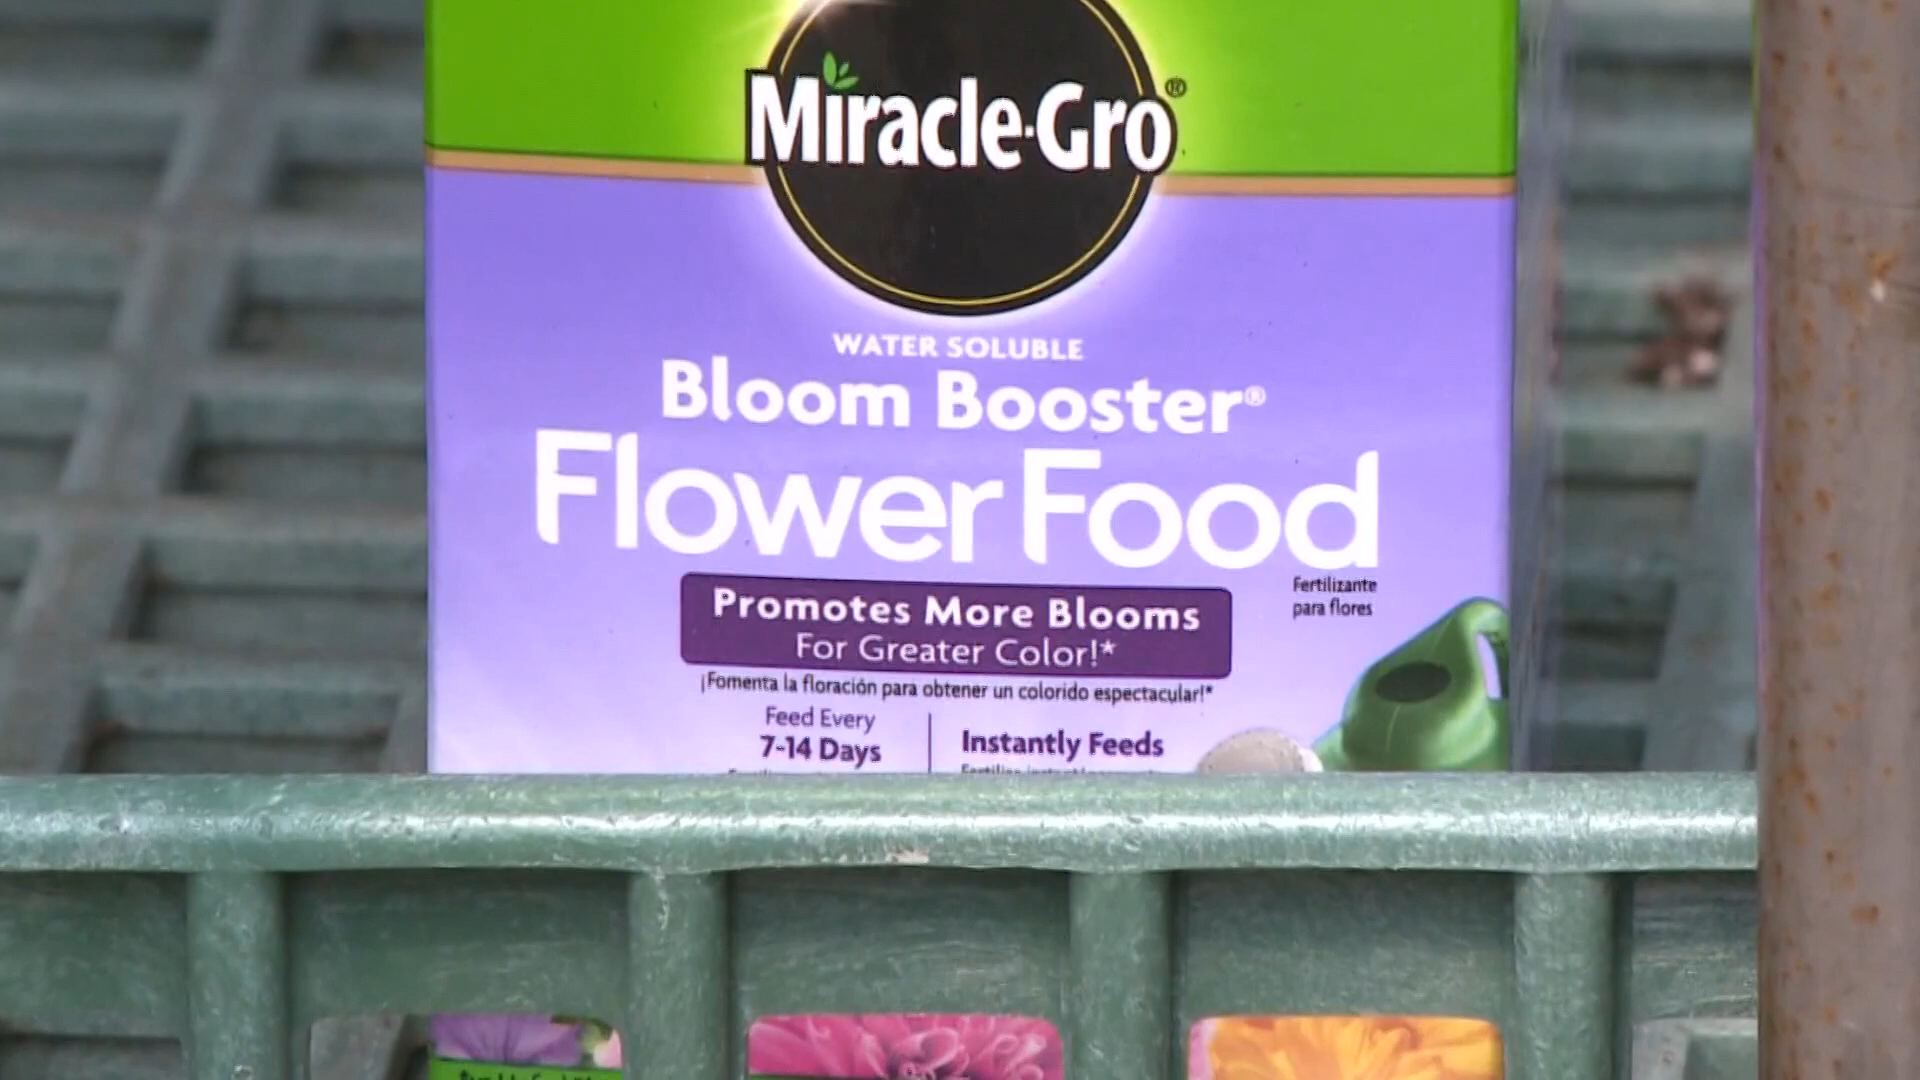 Miracle-Gro®
WATER SOLUBLE
Bloom Booster®
Flower Food
Fertilizante
para flores
Promotes More Blooms
For Greater Color!*
¡Fomenta la floración para obtener un colorido espectacular!*
Feed Every
7-14 Days
Instantly Feeds